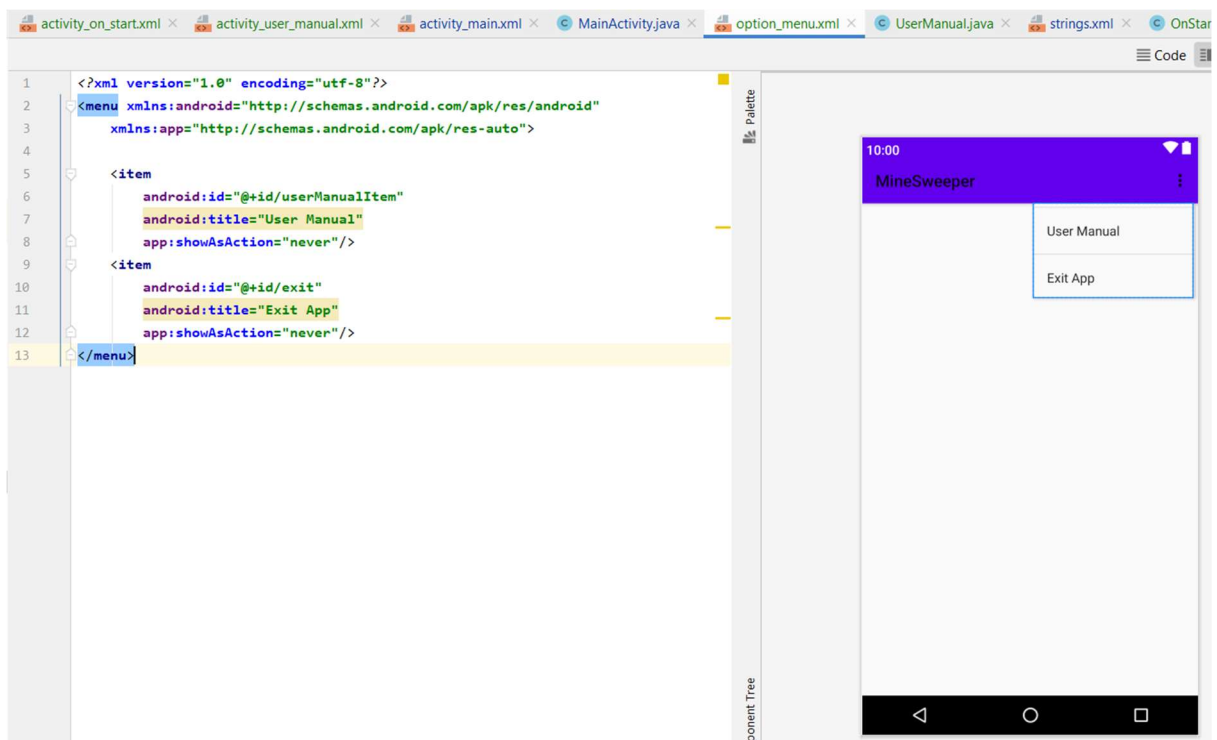 activity_on_start.xml activity_user_manual.xml activity_main.xml MainActivity.java option_menu.xml UserManual.java strings.xml
Code
1 <?xml version="1.0" encoding="utf-8"?>
2 <menu xmlns:android="http://schemas.android.com/apk/res/android"
3 xmlns:app="http://schemas.android.com/apk/res-auto">
4
5 <item
6 android:id="@+id/userManualItem"
7 android:title="User Manual"
8 app:showAsAction="never"/>
9 <item
10 android:id="@+id/exit"
11 android:title="Exit App"
12 app:showAsAction="never"/>
13 </menu>
Palette
Tree
10:00
MineSweeper
User Manual
Exit App